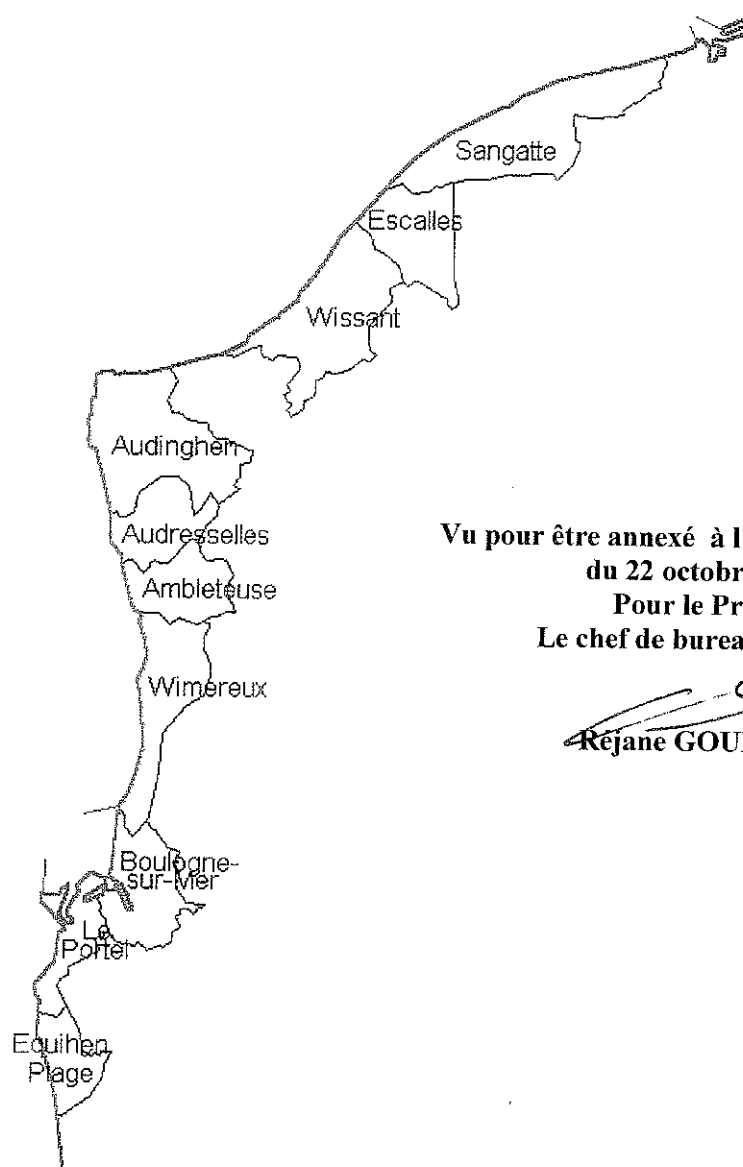 Sangatte
Escalles
Wissant
Audinghen
Audresselles
Ambleteuse
Wimereux
Boulogne-
sur-Mer
Le
Portel
Equihen
Plage
Vu pour être annexé à l
du 22 octobr
Pour le Pr
Le chef de burea
Réjane GOU